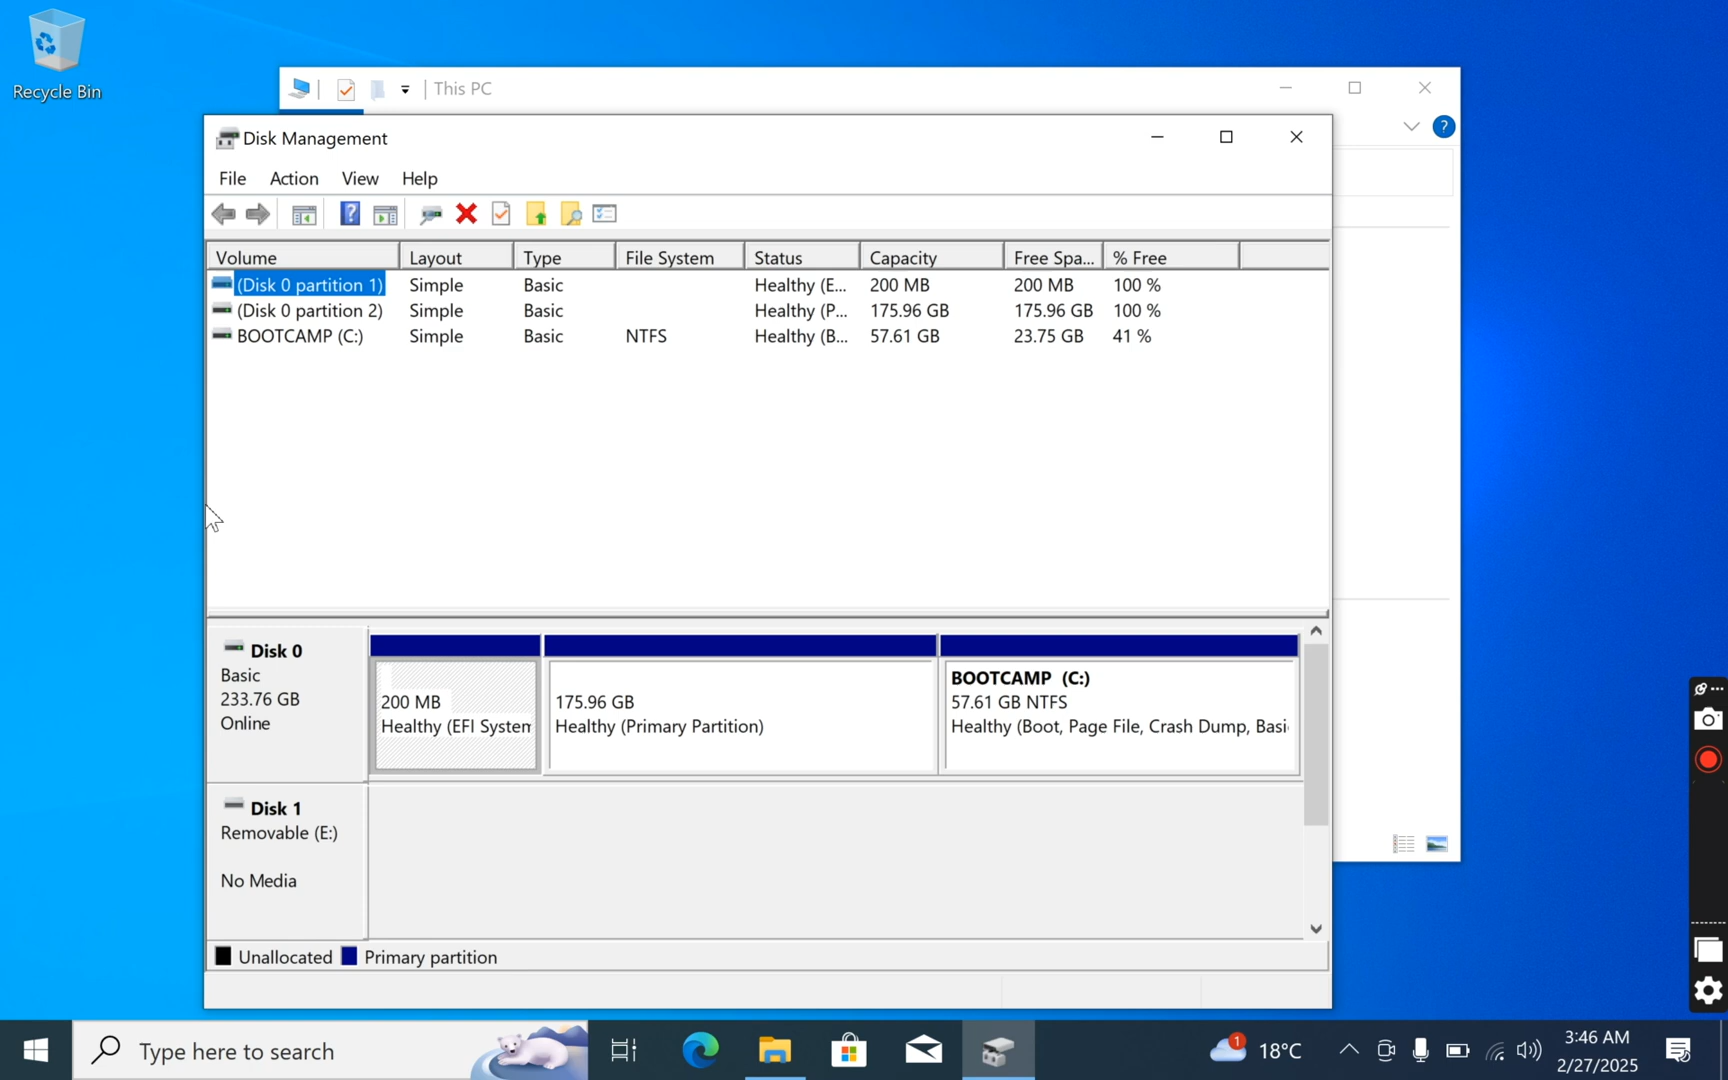 Recycle Bin
This PC
Disk Management
File Action View Help
Volume Layout Type File System Status Capacity Free Spa... % Free
(Disk 0 partition 1) Simple Basic Healthy (E... 200 MB 200 MB 100 %
(Disk 0 partition 2) Simple Basic Healthy (P... 175.96 GB 175.96 GB 100 %
BOOTCAMP (C:) Simple Basic NTFS Healthy (B... 57.61 GB 23.75 GB 41 %
Disk 0
Basic
233.76 GB
Online
200 MB
Healthy (EFI System
175.96 GB
Healthy (Primary Partition)
BOOTCAMP (C:)
57.61 GB NTFS
Healthy (Boot, Page File, Crash Dump, Basi
Disk 1
Removable (E:)
No Media
Unallocated Primary partition
Type here to search
1
18°C
3:46 AM
2/27/2025